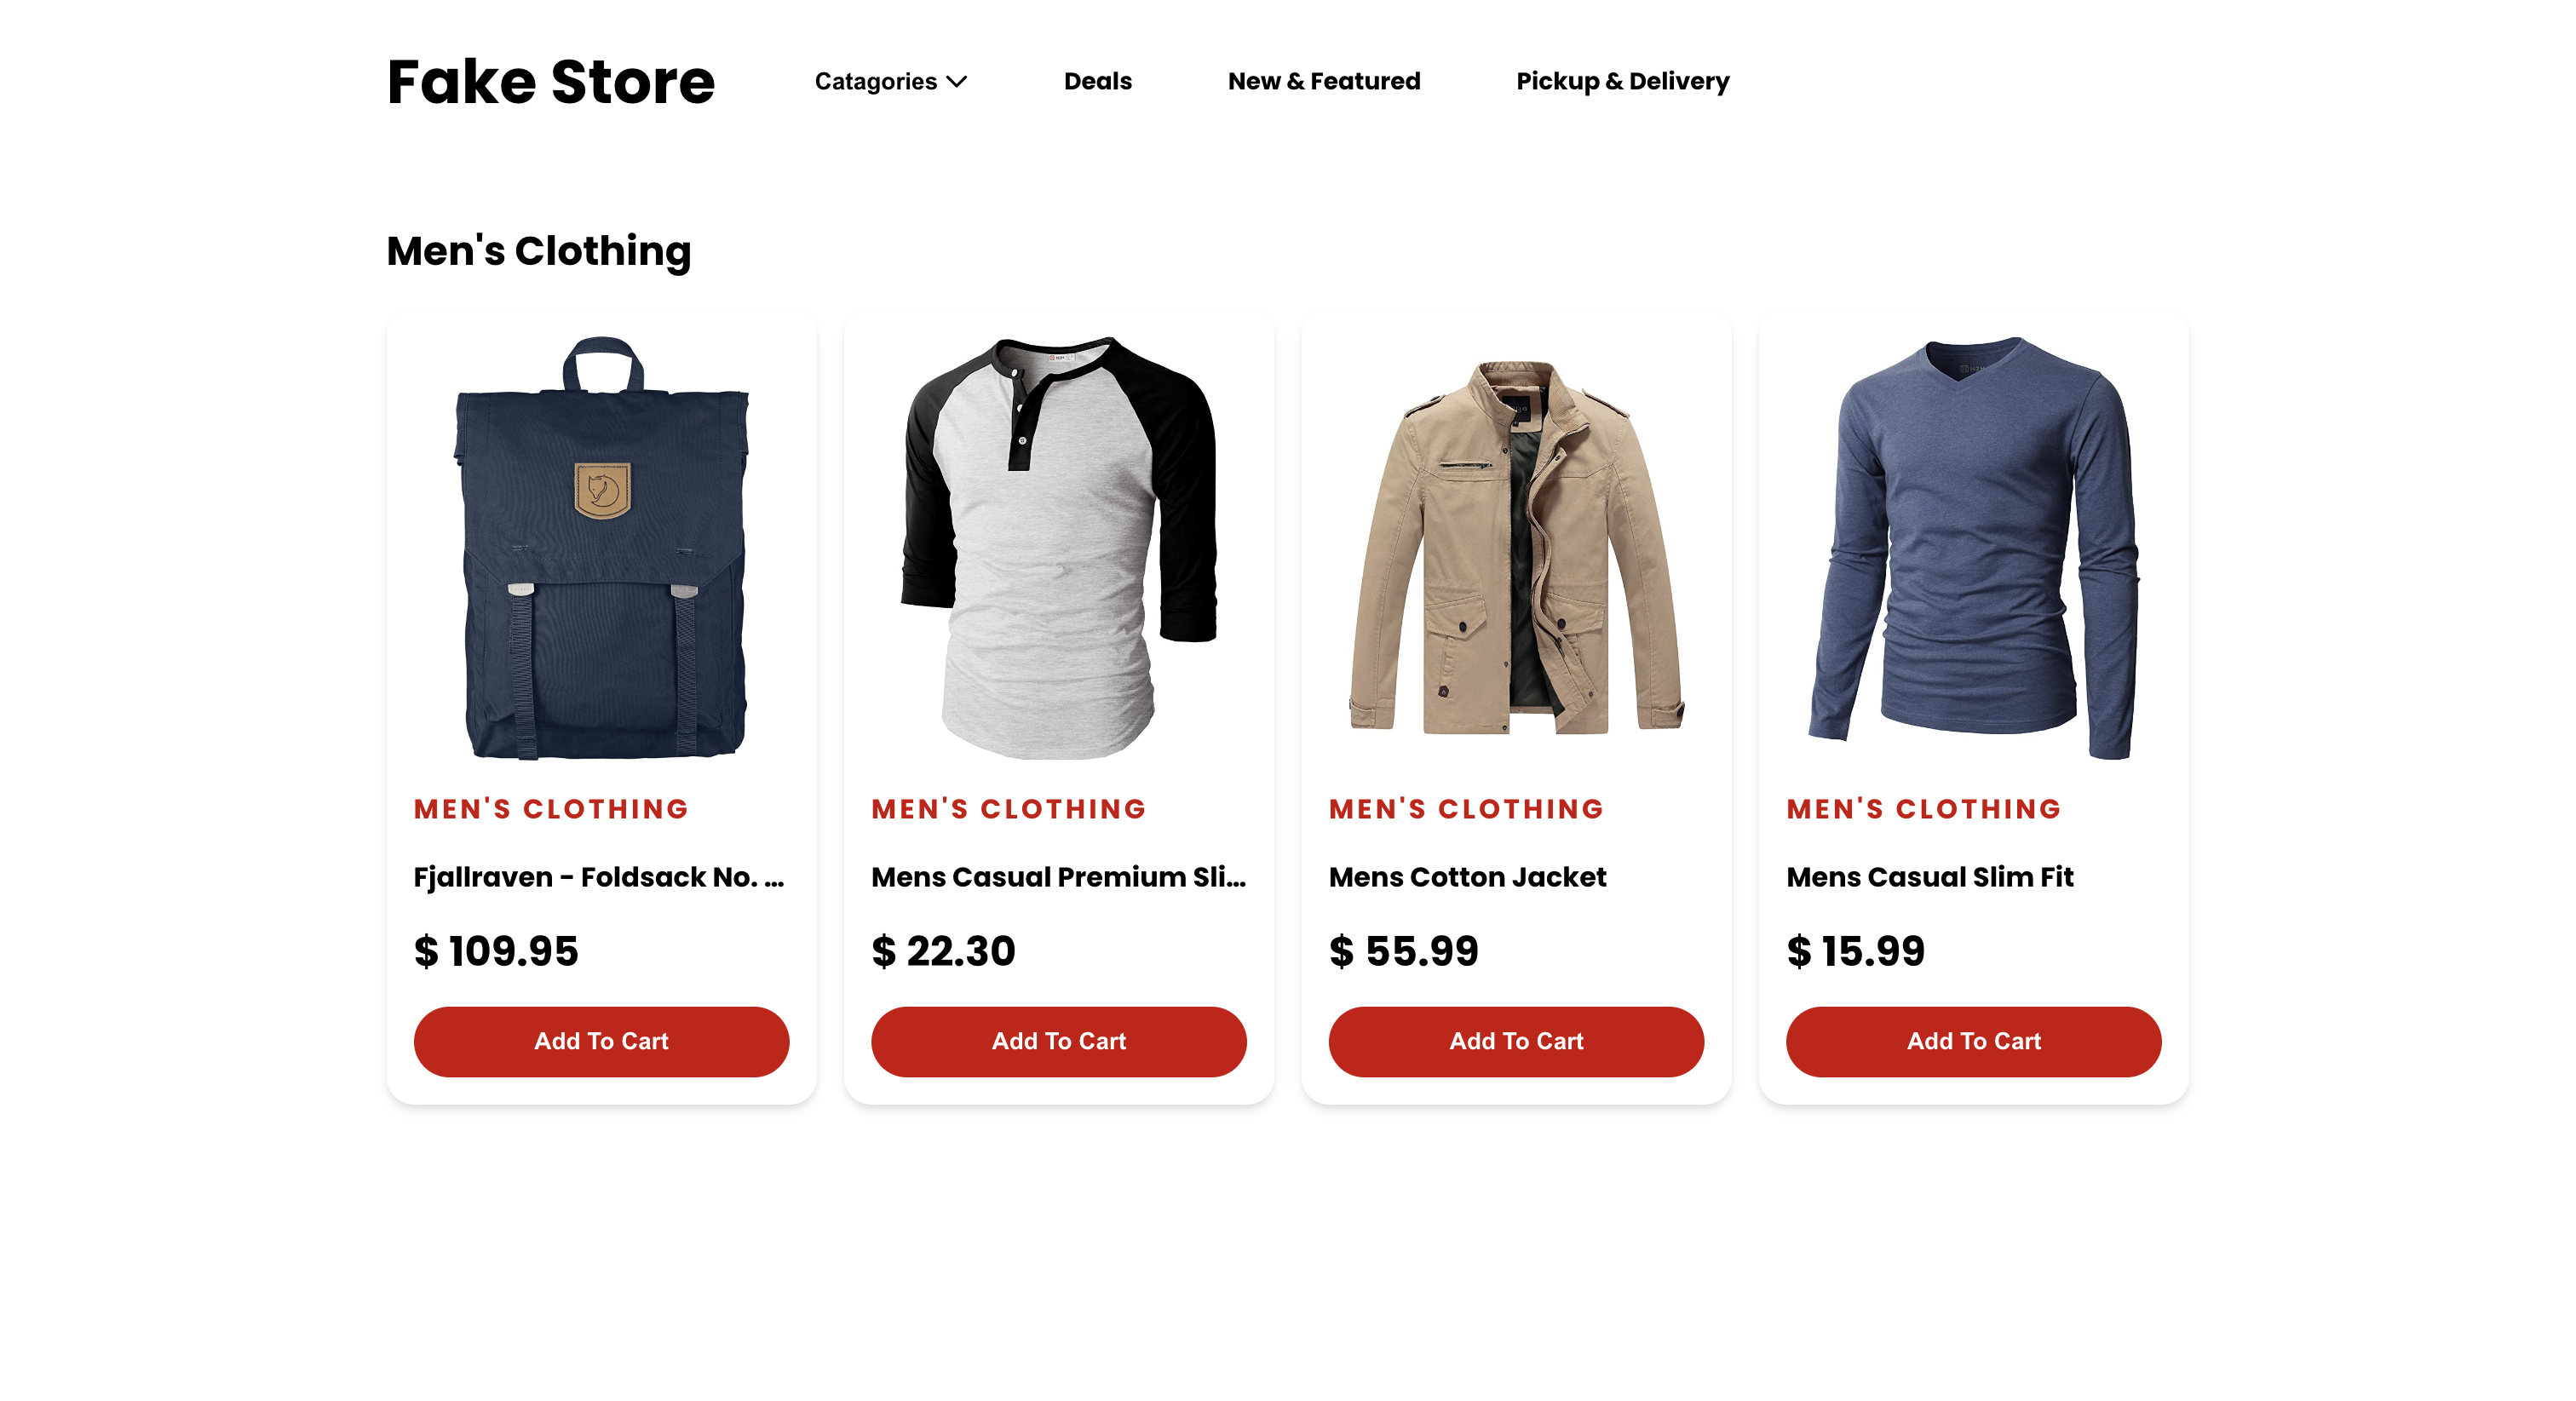 Fake Store
Catagories
Deals
New & Featured
Pickup & Delivery
Men's Clothing
MEN'S CLOTHING
Fjallraven - Foldsack No. ...
$ 109.95
Add To Cart
MEN'S CLOTHING
Mens Casual Premium Sli...
$ 22.30
Add To Cart
MEN'S CLOTHING
Mens Cotton Jacket
$ 55.99
Add To Cart
MEN'S CLOTHING
Mens Casual Slim Fit
$ 15.99
Add To Cart